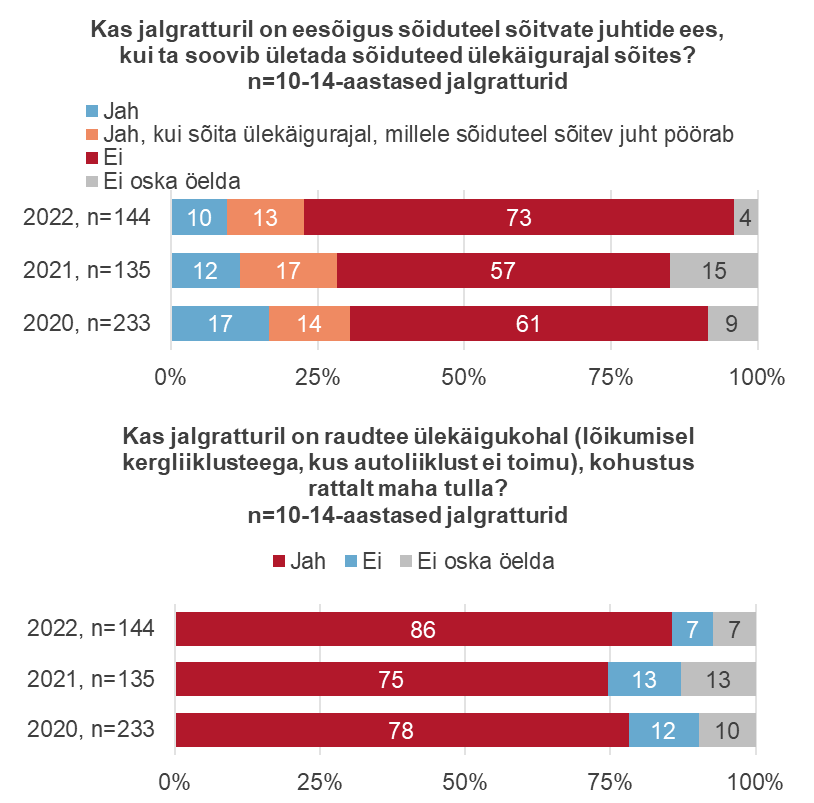 Kas jalgratturil on eesõigus sõiduteel sõitvate juhtide ees,
kui ta soovib ületada sõiduteed ülekäigurajal sõites?
n=10-14-aastased jalgratturid
Jah
Jah, kui sõita ülekäigurajal, millele sõiduteel sõitev juht pöörab
Ei
Ei oska öelda
2022, n=144 10 13 73 4
2021, n=135 12 17 57 15
2020, n=233 17 14 61 9
0% 25% 50% 75% 100%
Kas jalgratturil on raudtee ülekäigukohal (lõikumisel
kergliiklusteega, kus autoliiklust ei toimu), kohustus
rattalt maha tulla?
n=10-14-aastased jalgratturid
Jah Ei Ei oska öelda
2022, n=144 86 7 7
2021, n=135 75 13 13
2020, n=233 78 12 10
0% 25% 50% 75% 100%